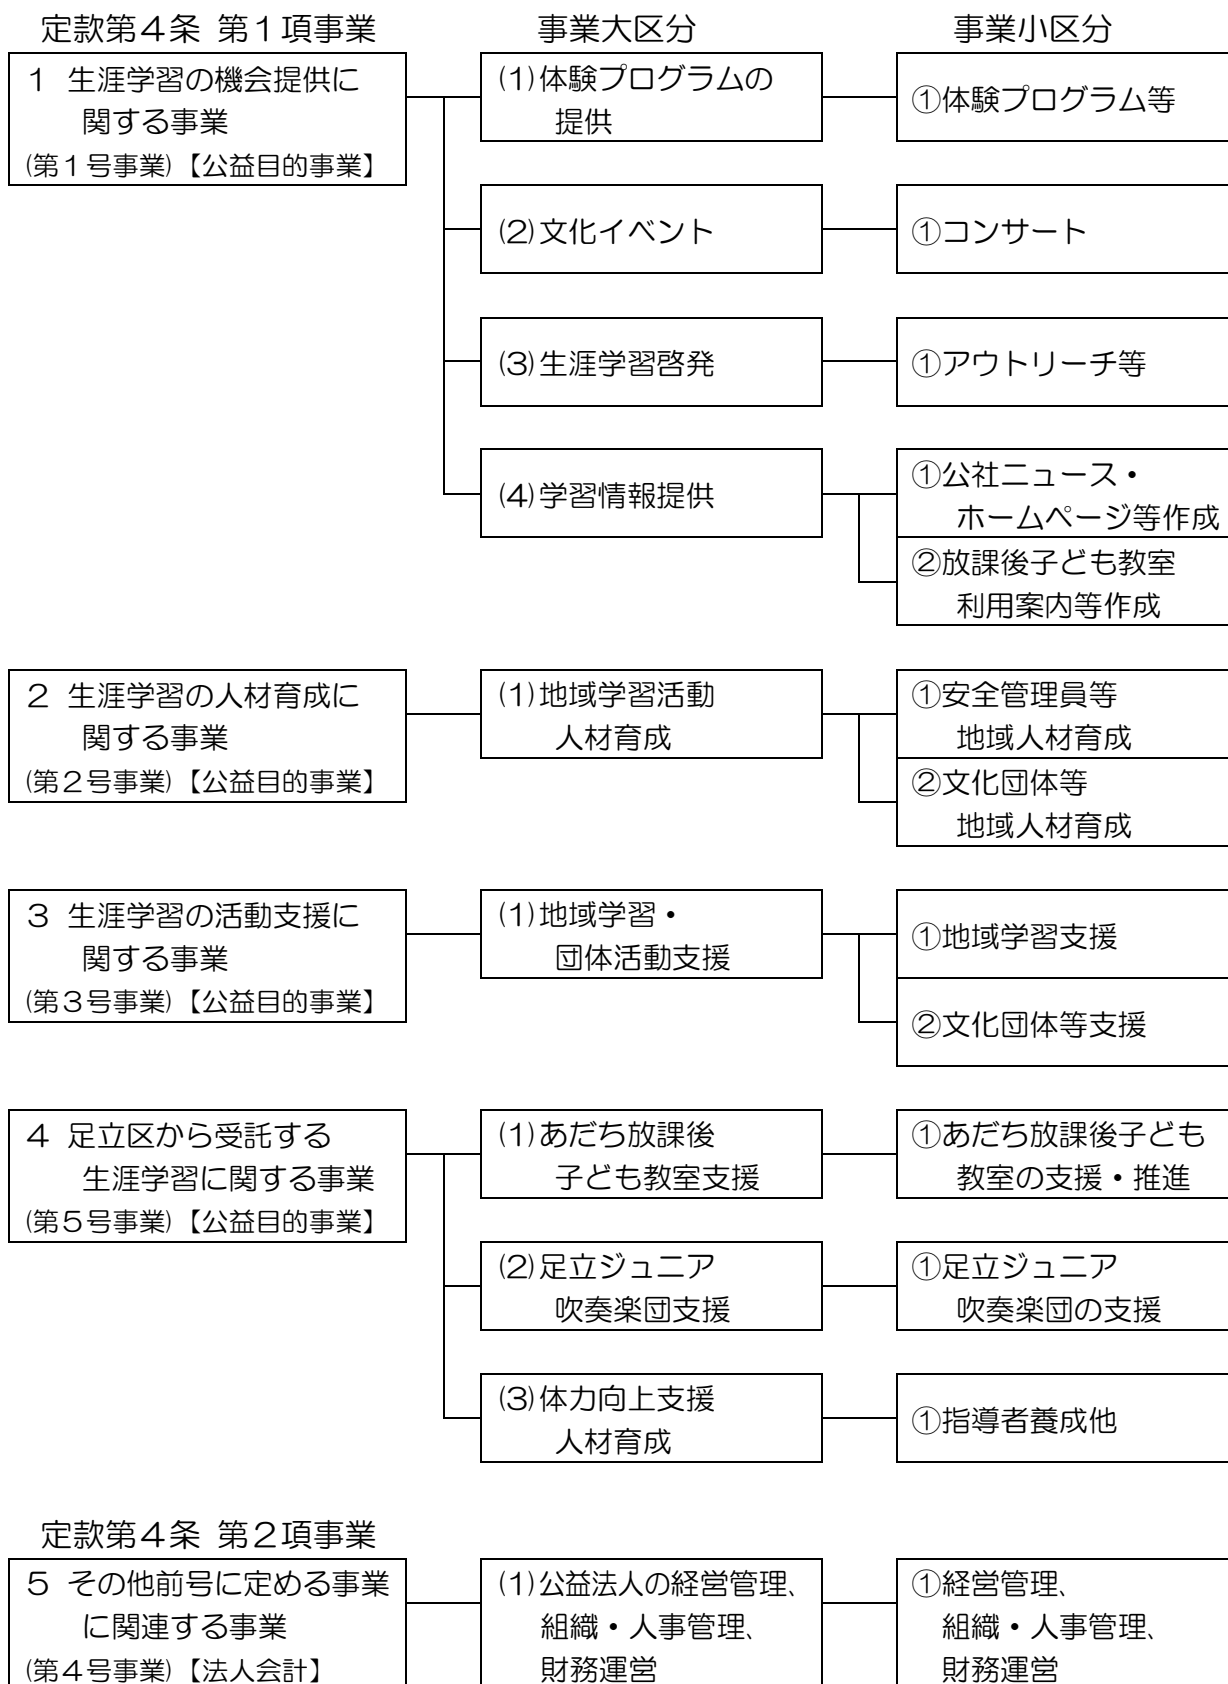 定款第４条 第１項事業
事業大区分
事業小区分
１ 生涯学習の機会提供に
関する事業
(第１号事業)【公益目的事業】
(1)体験プログラムの
提供
①体験プログラム等
(2)文化イベント
①コンサート
(3)生涯学習啓発
①アウトリーチ等
(4)学習情報提供
①公社ニュース・
ホームページ等作成
②放課後子ども教室
利用案内等作成
２ 生涯学習の人材育成に
関する事業
(第２号事業)【公益目的事業】
(1)地域学習活動
人材育成
①安全管理員等
地域人材育成
②文化団体等
地域人材育成
３ 生涯学習の活動支援に
関する事業
(第３号事業)【公益目的事業】
(1)地域学習・
団体活動支援
①地域学習支援
②文化団体等支援
４ 足立区から受託する
生涯学習に関する事業
(第５号事業)【公益目的事業】
(1)あだち放課後
子ども教室支援
①あだち放課後子ども
教室の支援・推進
(2)足立ジュニア
吹奏楽団支援
①足立ジュニア
吹奏楽団の支援
(3)体力向上支援
人材育成
①指導者養成他
定款第４条 第２項事業
５ その他前号に定める事業
に関連する事業
(第４号事業)【法人会計】
(1)公益法人の経営管理、
組織・人事管理、
財務運営
①経営管理、
組織・人事管理、
財務運営